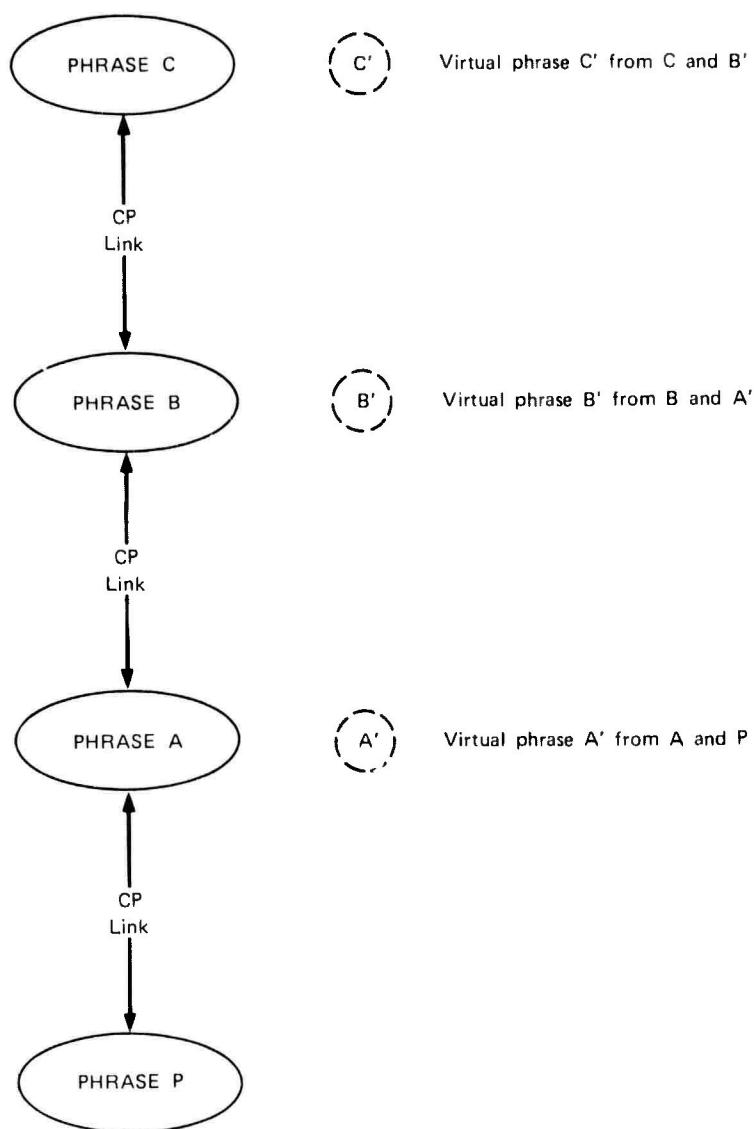 PHRASE C
C'
Virtual phrase C' from C and B'
CP
Link
PHRASE B
B'
Virtual phrase B' from B and A'
CP
Link
PHRASE A
A'
Virtual phrase A' from A and P
CP
Link
PHRASE P